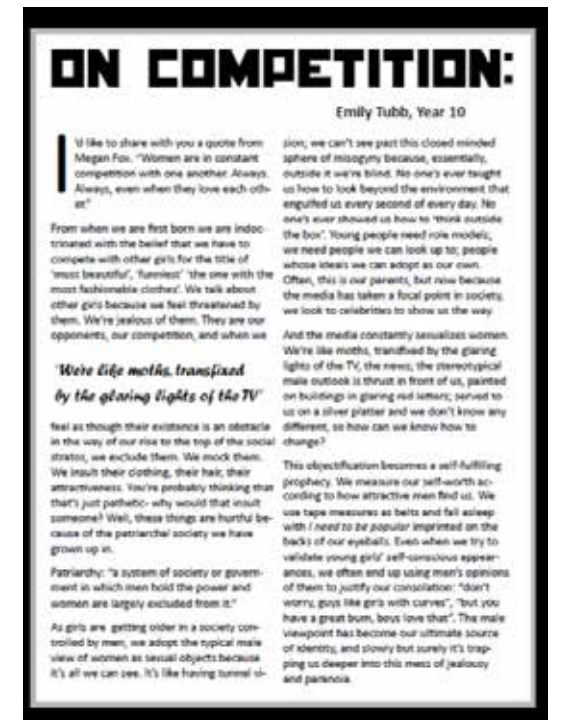 ON COMPETITION:
Emily Tubb, Year 10
I'd like to share with you a quote from
Megan Fox. "Women are in constant
competition with one another. Always.
Always, even when they love each oth-
er."
From when we are first born we are indoc-
trinated with the belief that we have to
compete with other girls for the title of
'most beautiful', 'funniest' 'the one with the
most fashionable clothes'. We talk about
other girls because we feel threatened by
them. We're jealous of them. They are our
opponents, our competition, and when we
'We're like moths, transfixed
by the glaring lights of the TV'
feel as though their existence is an obstacle
in the way of our rise to the top of the social
stratos, we exclude them. We mock them.
We insult their clothing, their hair, their
attractiveness. You're probably thinking that
that's just pathetic- why would that insult
someone? Well, these things are hurtful be-
cause of the patriarchal society we have
grown up in.
Patriarchy: "a system of society or govern-
ment in which men hold the power and
women are largely excluded from it."
As girls are getting older in a society con-
trolled by men, we adopt the typical male
view of women as sexual objects because
it's all we can see. It's like having tunnel vi-
sion; we can't see past this closed minded
sphere of misogyny because, essentially,
outside it we're blind. No one's ever taught
us how to look beyond the environment that
engulfed us every second of every day. No
one's ever showed us how to 'think outside
the box'. Young people need role models;
we need people we can look up to; people
whose ideals we can adopt as our own.
Often, this is our parents, but now because
the media has taken a focal point in society,
we look to celebrities to show us the way.
And the media constantly sexualizes women.
We're like moths, transfixed by the glaring
lights of the TV, the news; the stereotypical
male outlook is thrust in front of us, painted
on buildings in glaring red letters; served to
us on a silver platter and we don't know any
different, so how can we know how to
change?
This objectification becomes a self-fulfilling
prophecy. We measure our self-worth ac-
cording to how attractive men find us. We
use tape measures as belts and fall asleep
with I need to be popular imprinted on the
backs of our eyeballs. Even when we try to
validate young girls' self-conscious appear-
ances, we often end up using men's opinions
of them to justify our consolation: "don't
worry, guys like girls with curves", "but you
have a great bum, boys love that". The male
viewpoint has become our ultimate source
of identity, and slowly but surely it's trap-
ping us deeper into this mess of jealousy
and paranoia.